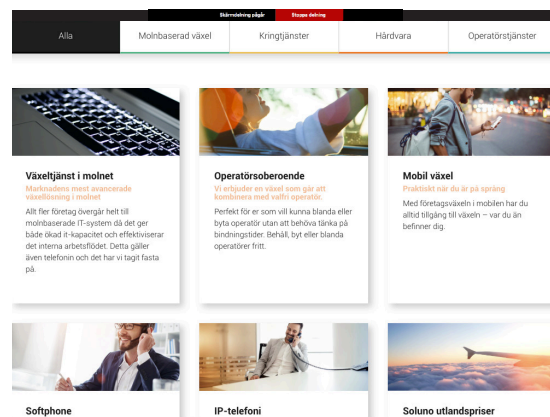 Skärmdelning pågår Stoppa delning
Alla Molnbaserad växel Kringtjänster Hårdvara Operatörstjänster
Växeltjänst i molnet
Marknadens mest avancerade
växellösning i molnet
Allt fler företag övergår helt till
molnbaserade IT-system då det ger
både ökad it-kapacitet och effektiviserar
det interna arbetsflödet. Detta gäller
även telefonin och det har vi tagit fasta
på.
Operatörsoberoende
Vi erbjuder en växel som går att
kombinera med valfri operatör.
Perfekt för er som vill kunna blanda eller
byta operatör utan att behöva tänka på
bindningstider. Behåll, byt eller blanda
operatörer fritt.
Mobil växel
Praktiskt när du är på språng
Med företagsväxeln i mobilen har du
alltid tillgång till växeln – var du än
befinner dig.
Softphone
IP-telefoni
Soluno utlandspriser